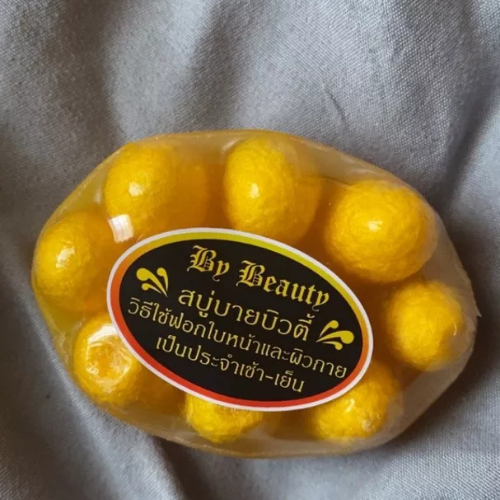 By Beauty
สบู่บายบิวตี้
วิธีใช้ฟอกใบหน้าและผิวกาย
เป็นประจำเช้า-เย็น